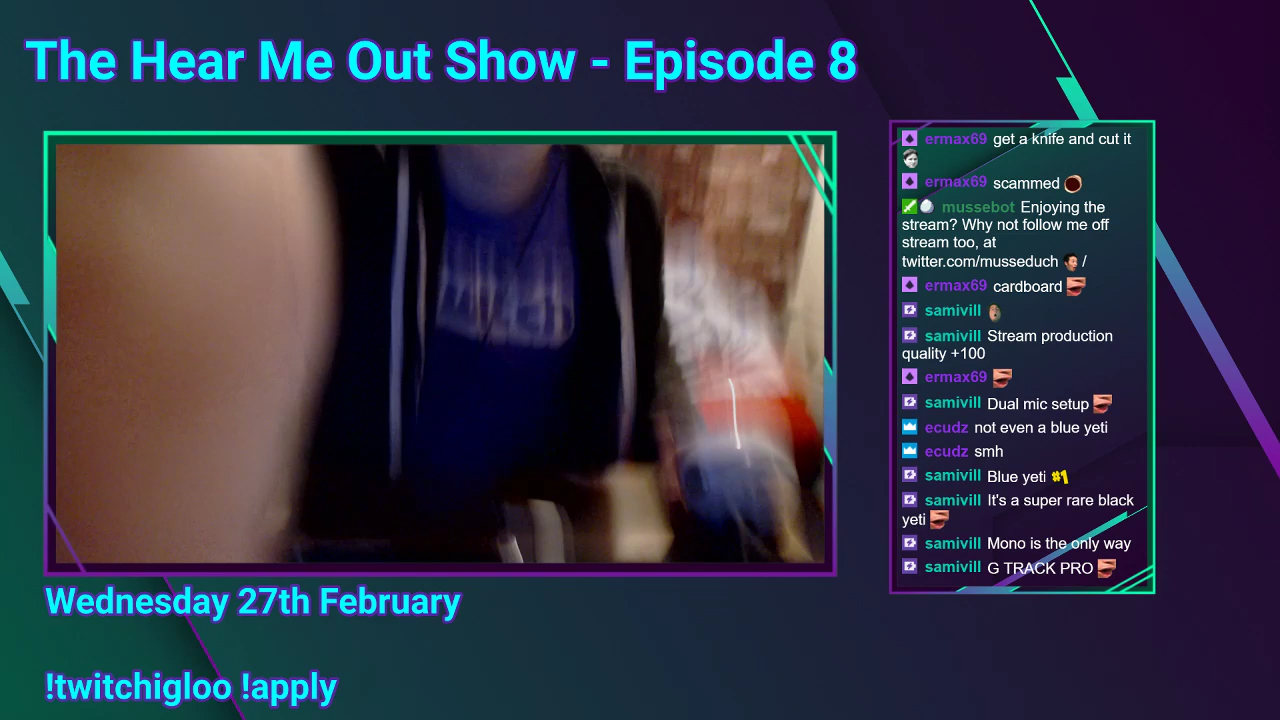 The Hear Me Out Show - Episode 8
ermax69 get a knife and cut it
ermax69 scammed
mussebot Enjoying the
stream? Why not follow me off
stream too, at
twitter.com/musseduch /
ermax69 cardboard
samivill
samivill Stream production
quality +100
ermax69
samivill Dual mic setup
ecudz not even a blue yeti
ecudz smh
samivill Blue yeti #1
samivill It's a super rare black
yeti
samivill Mono is the only way
samivill G TRACK PRO
Wednesday 27th February
!twitchigloo !apply